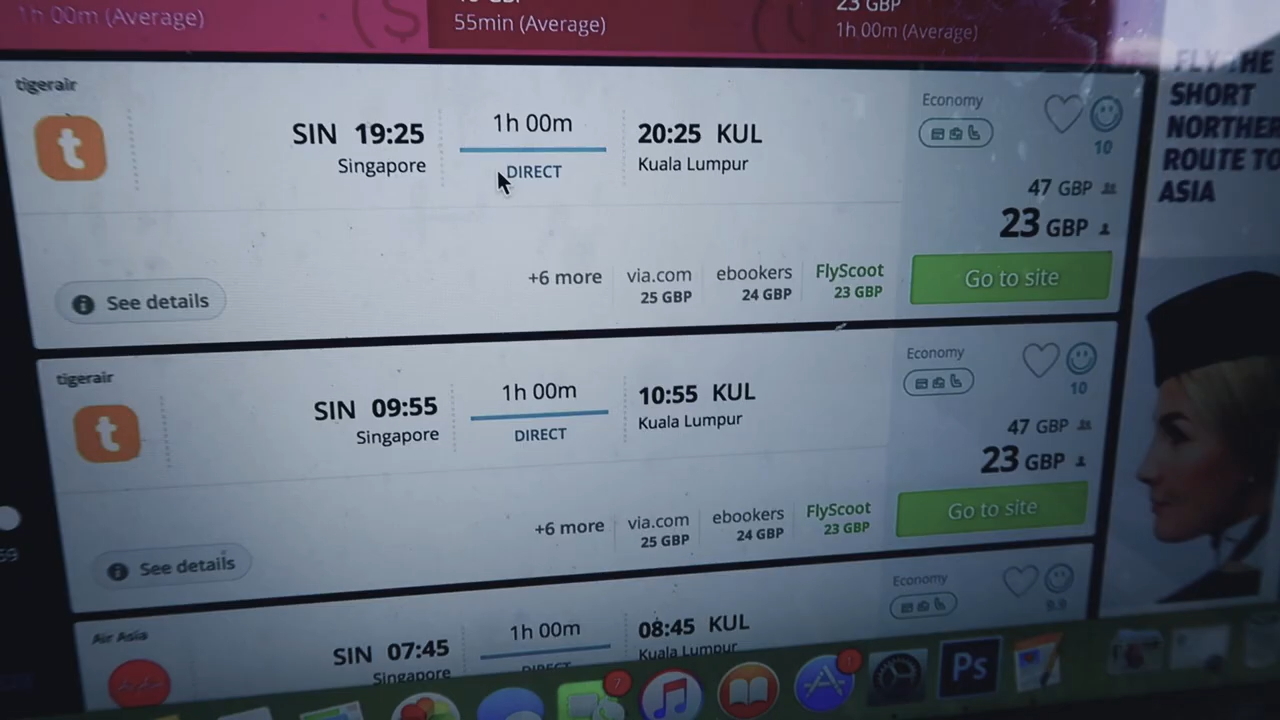 1h 00m (Average)
55min (Average)
23 GBP
1h 00m (Average)
tigerair
t
SIN 19:25
Singapore
1h 00m
DIRECT
20:25 KUL
Kuala Lumpur
Economy
10
47 GBP
23 GBP
+6 more
via.com
25 GBP
ebookers
24 GBP
FlyScoot
23 GBP
Go to site
See details
tigerair
t
SIN 09:55
Singapore
1h 00m
DIRECT
10:55 KUL
Kuala Lumpur
Economy
10
47 GBP
23 GBP
+6 more
via.com
25 GBP
ebookers
24 GBP
FlyScoot
23 GBP
Go to site
See details
Air Asia
SIN 07:45
Singapore
1h 00m
DIRECT
08:45 KUL
Kuala Lumpur
Economy
9.9
FLY THE
SHORT
NORTHER
ROUTE TO
ASIA
7
1
Ps